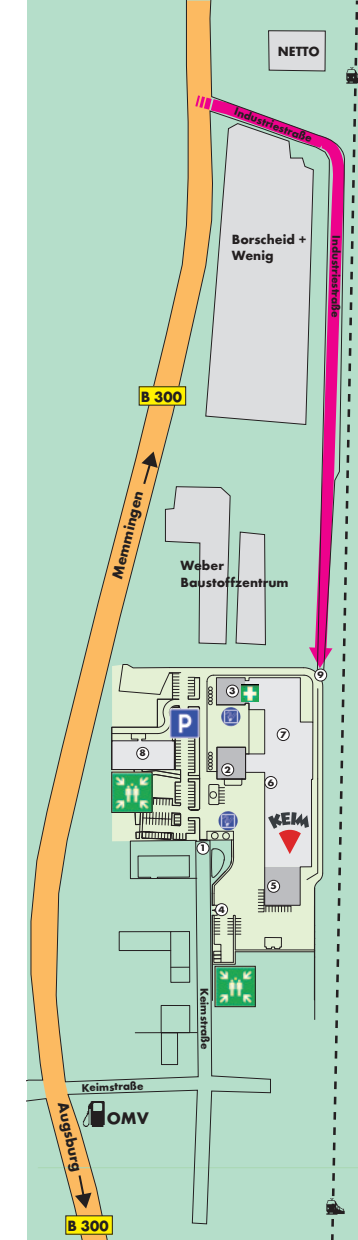 NETTO
Industriestraße
Industriestraße
Borscheid +
Wenig
B 300
Memmingen
Weber
Baustoffzentrum
9
3
P
7
8
2
6
KEIM
1
5
4
Keimstraße
Keimstraße
OMV
Augsburg
B 300